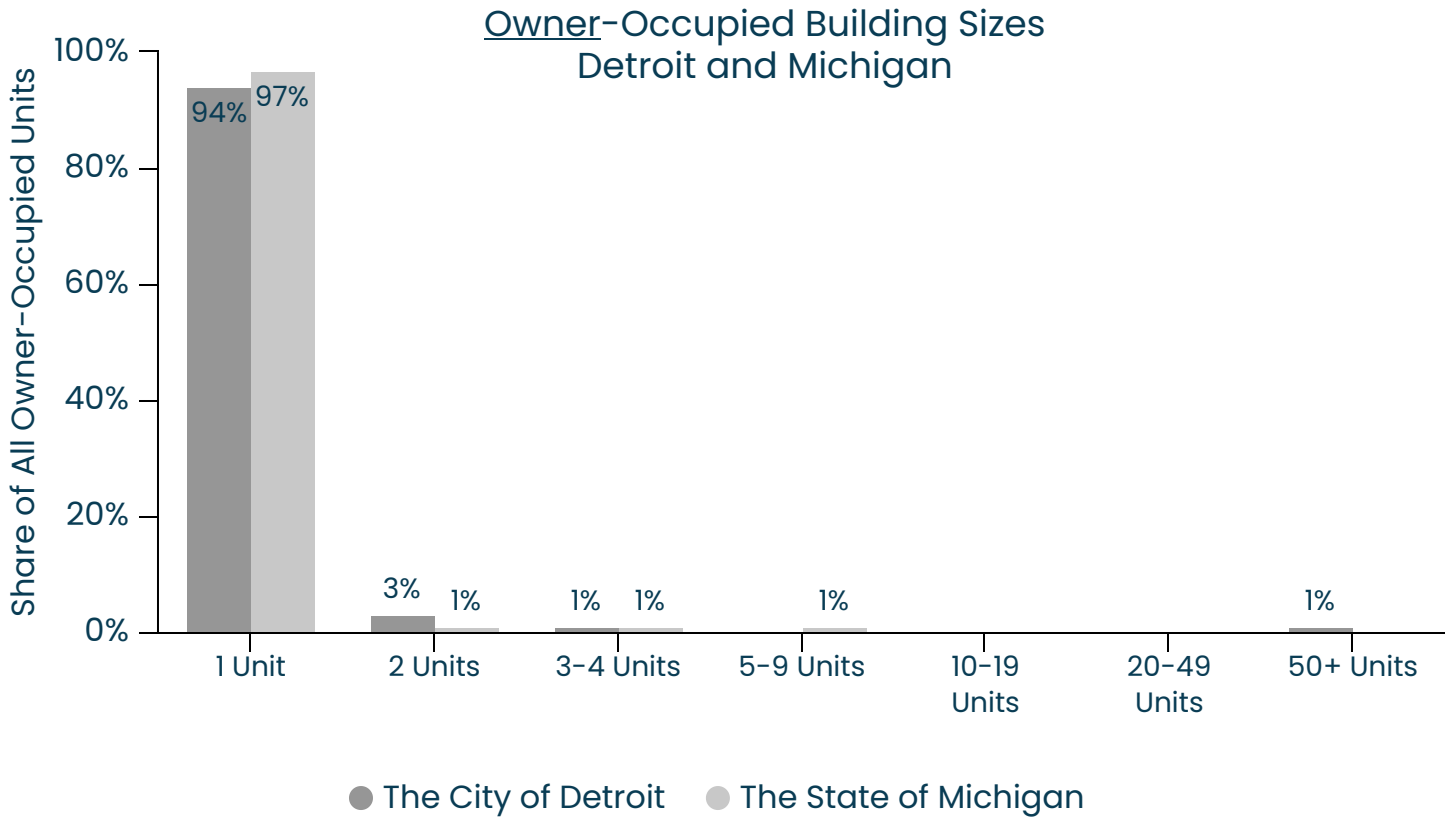 Owner-Occupied Building Sizes
Detroit and Michigan
Share of All Owner-Occupied Units
100%
80%
60%
40%
20%
0%
94%
97%
3%
1%
1%
1%
1%
1%
1 Unit
2 Units
3-4 Units
5-9 Units
10-19
Units
20-49
Units
50+ Units
The City of Detroit
The State of Michigan